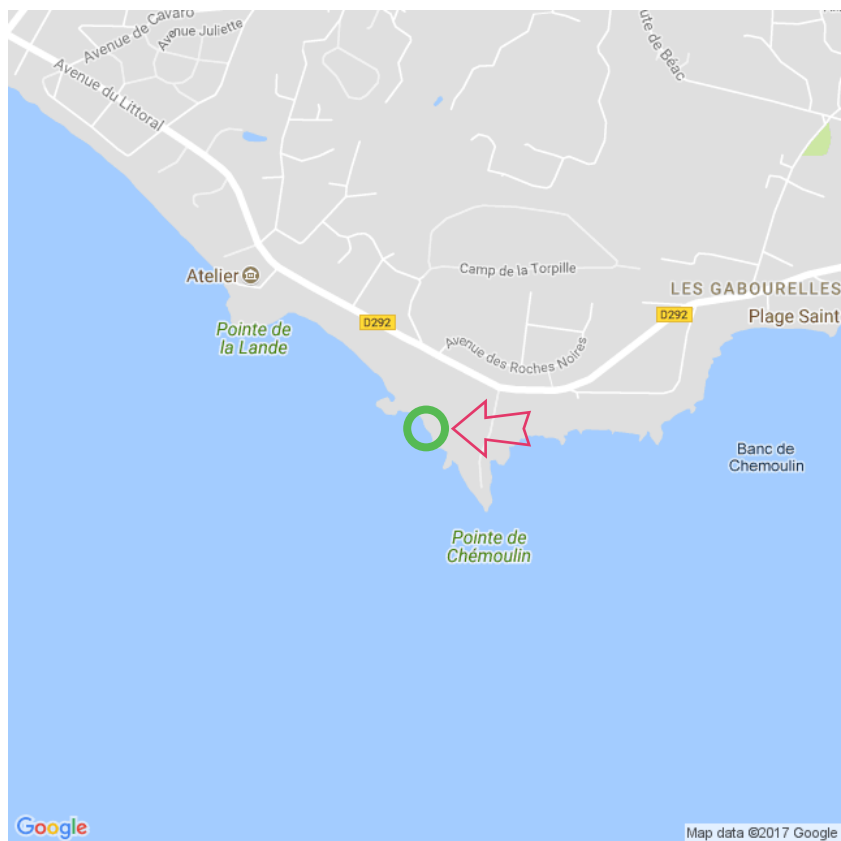 Avenue de Cavaro
Avenue Juliette
Avenue du Littoral
ute de Béac
Atelier
Camp de la Torpille
LES GABOURELLES
Pointe de
la Lande
D292
D292
Plage Sainte
Avenue des Roches Noires
Banc de
Chemoulin
Pointe de
Chémoulin
Google
Map data ©2017 Google